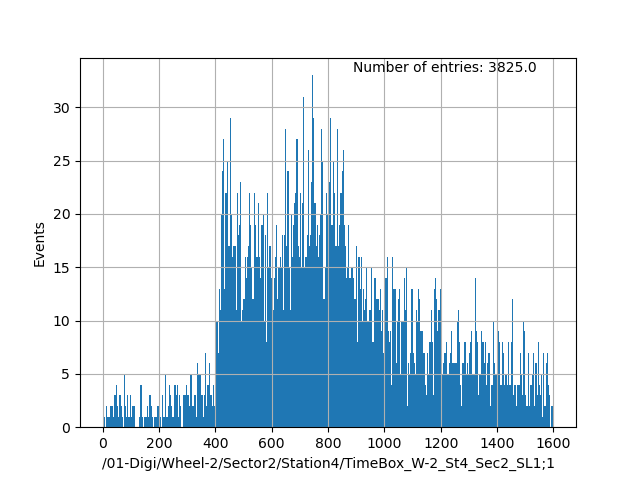 Number of entries: 3825.0
30
25
20
15
10
5
0
Events
0 200 400 600 800 1000 1200 1400 1600
/01-Digi/Wheel-2/Sector2/Station4/TimeBox_W-2_St4_Sec2_SL1;1